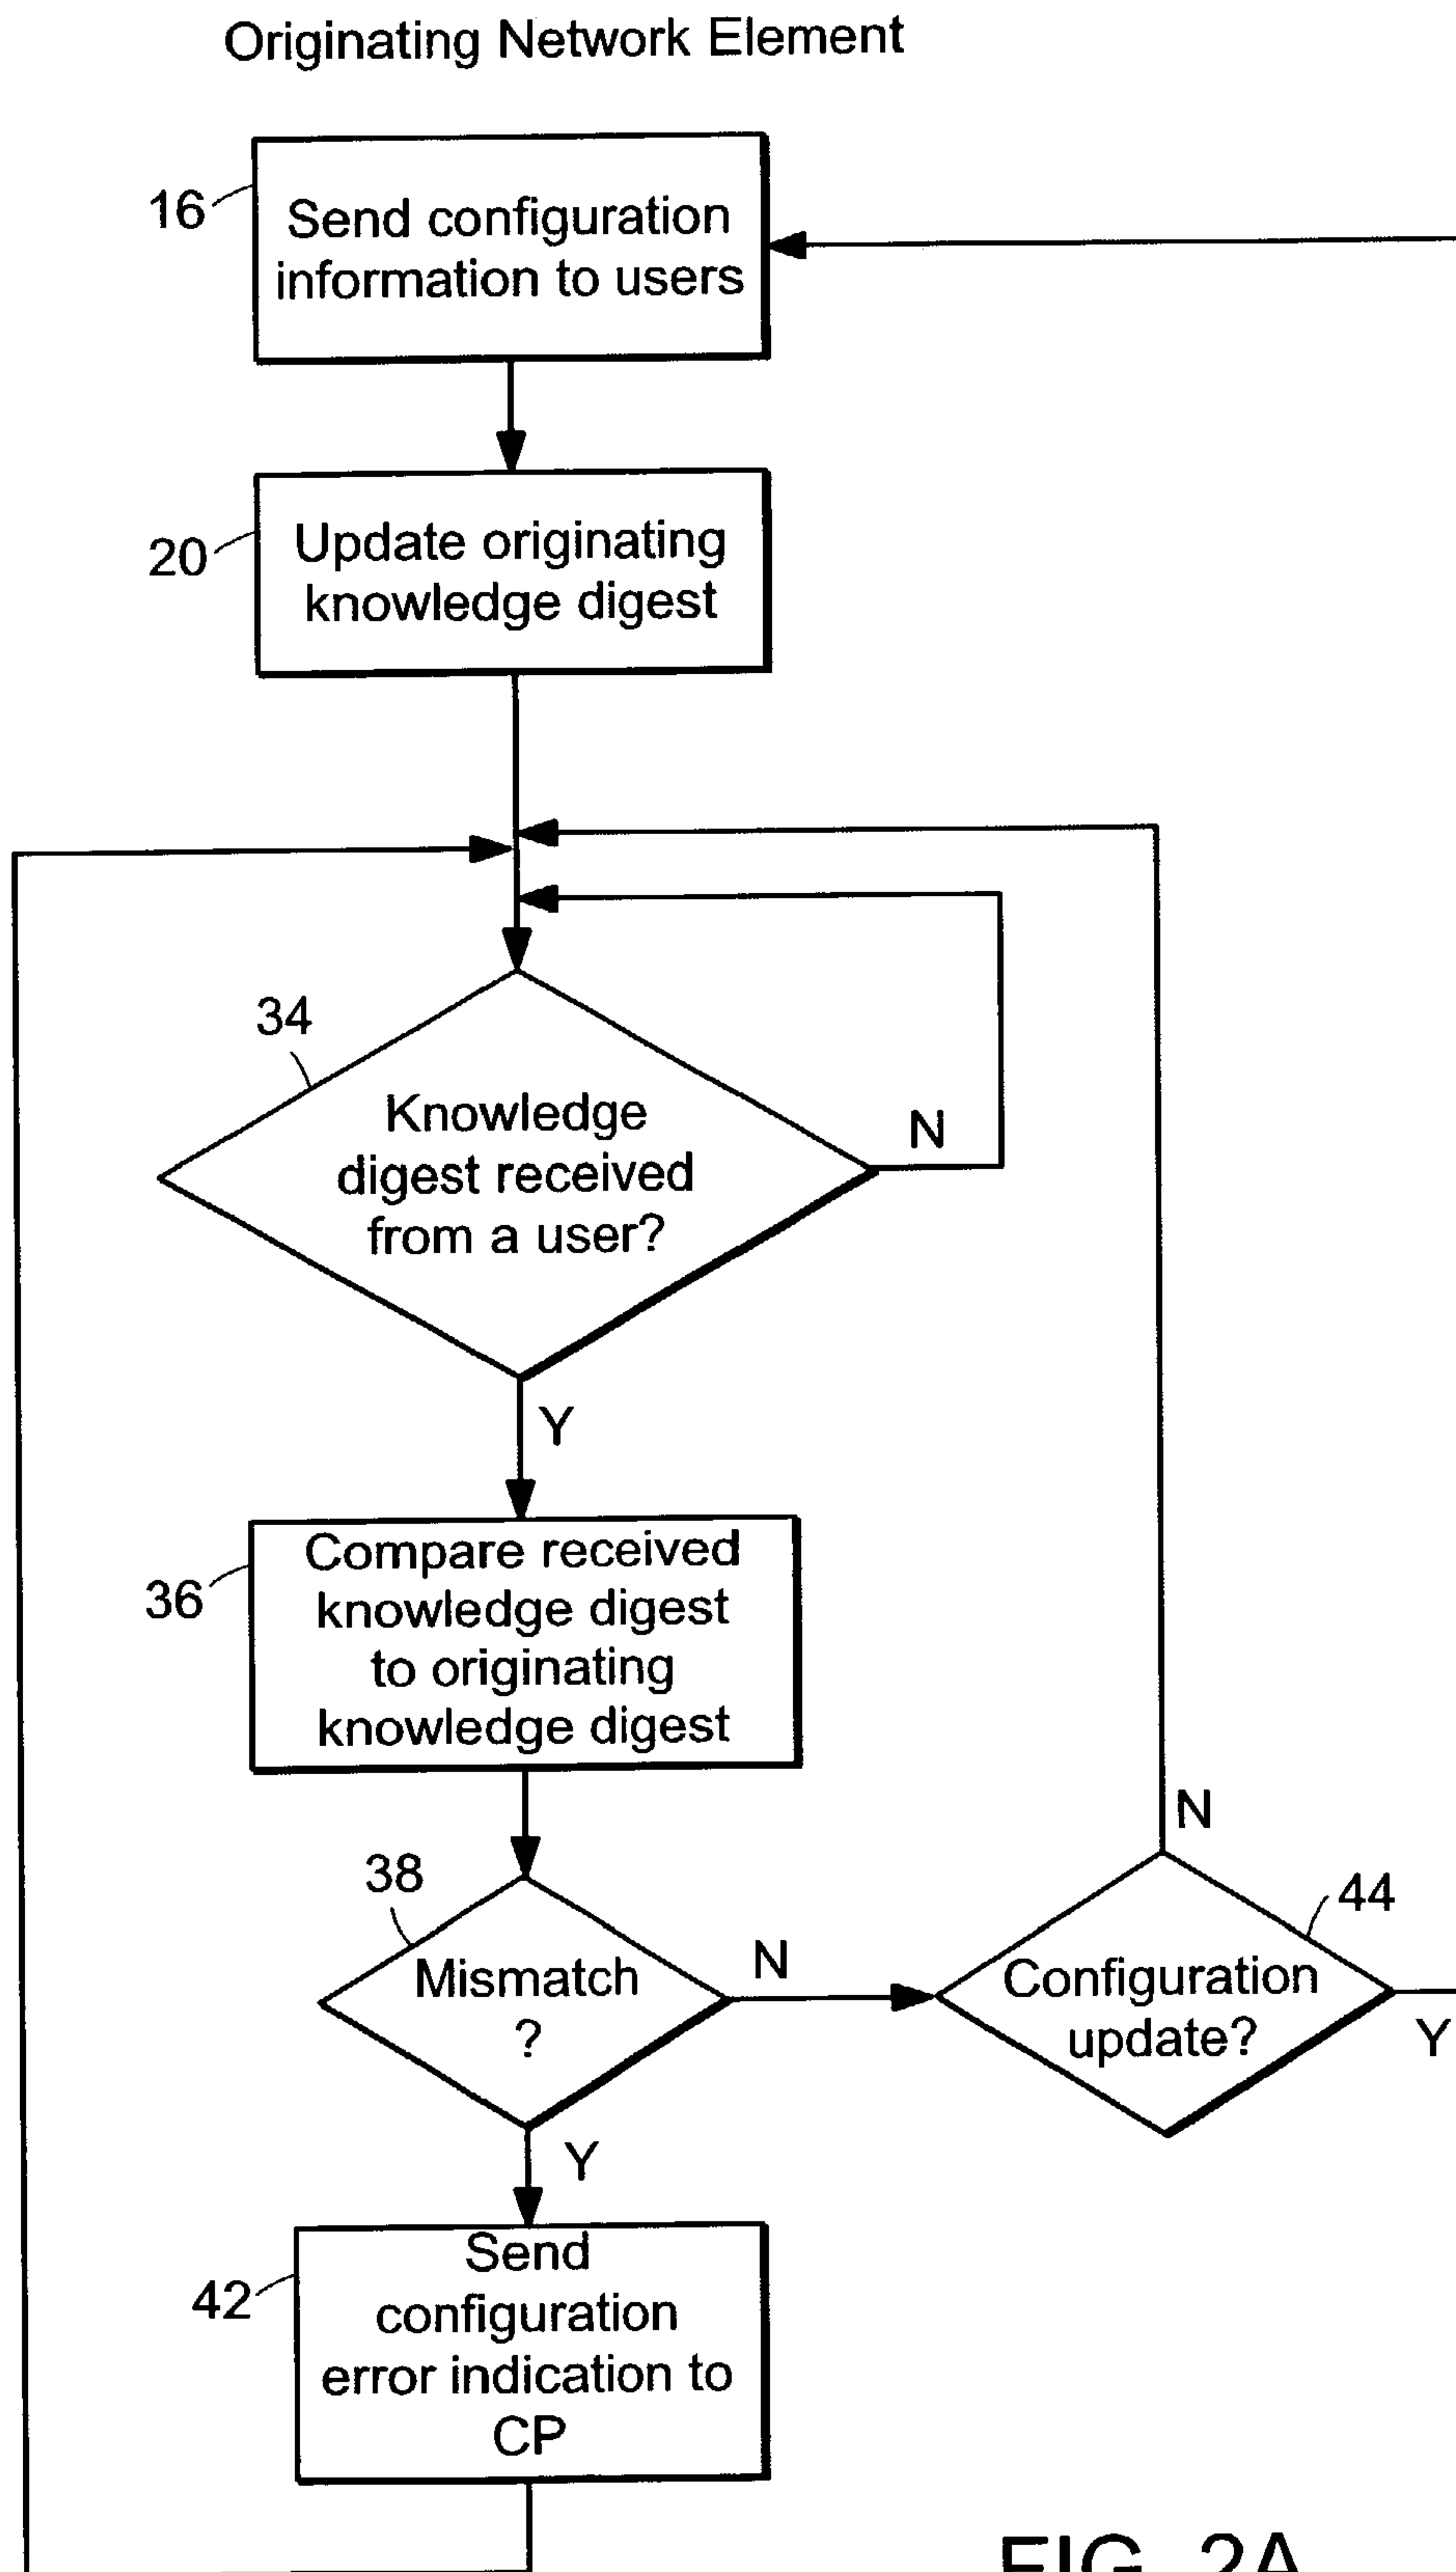 Originating Network Element
16
Send configuration
information to users
20
Update originating
knowledge digest
34
Knowledge
digest received
from a user?
N
Y
36
Compare received
knowledge digest
to originating
knowledge digest
38
Mismatch
?
N
Y
N
44
Configuration
update?
Y
42
Send
configuration
error indication to
CP
FIG. 2A